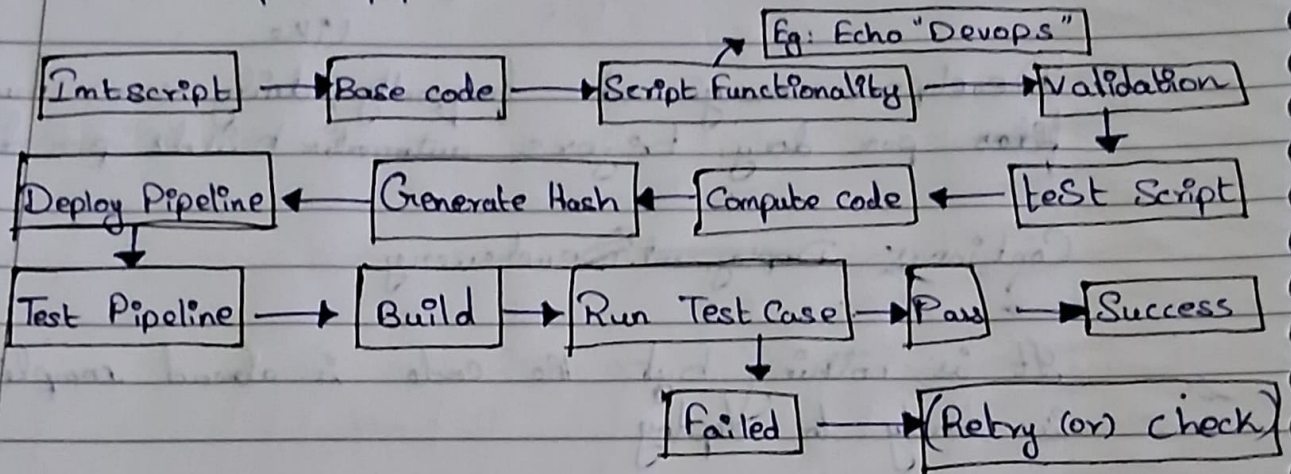 Eg: Echo "Devops"
Intscript Base code Script Functionality Validation
Deploy Pipeline Generate Hash Compute code test Script
Test Pipeline Build Run Test Case Pass Success
Failed (Retry (or) check)